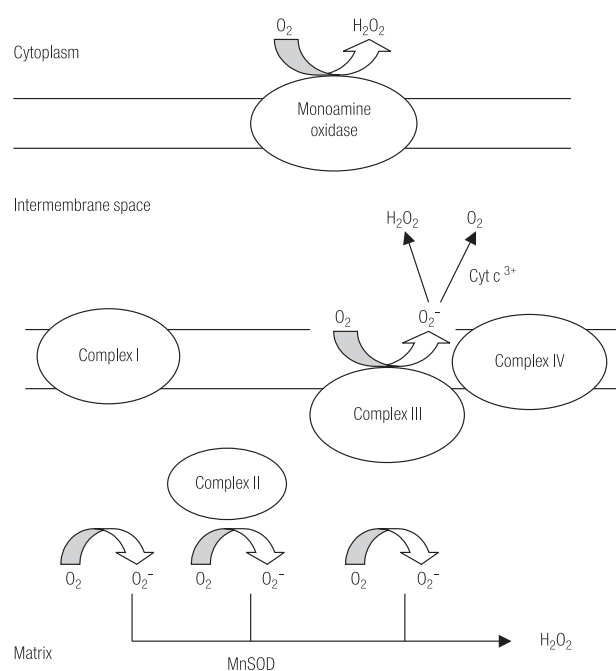 O₂ H₂O₂
Cytoplasm
Monoamine
oxidase
Intermembrane space
H₂O₂ O₂
Cyt c ³⁺
O₂ O₂⁻
Complex I
Complex IV
Complex III
Complex II
O₂ O₂⁻ O₂ O₂⁻ O₂ O₂⁻
H₂O₂
Matrix
MnSOD